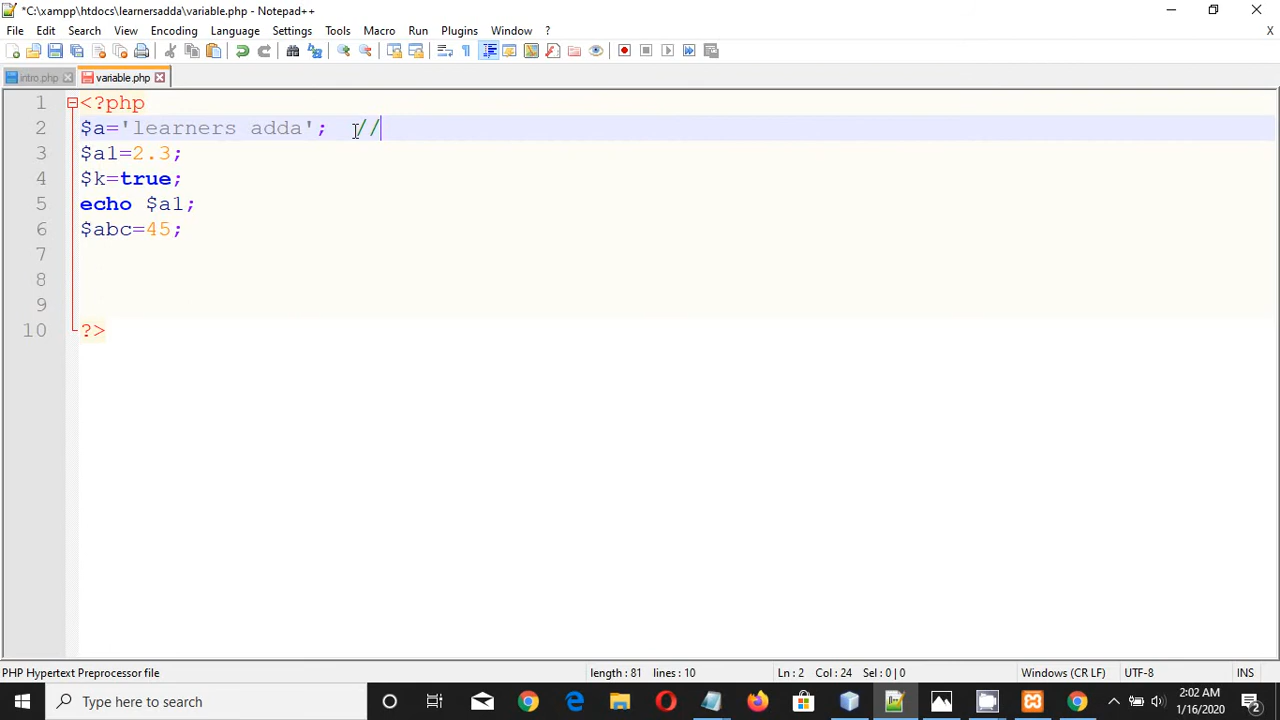 *C:\xampp\htdocs\learnersadda\variable.php - Notepad++
File Edit Search View Encoding Language Settings Tools Macro Run Plugins Window ? X
intro.php variable.php
1 <?php
2 $a='learners adda';  //
3 $a1=2.3;
4 $k=true;
5 echo $a1;
6 $abc=45;
7
8
9
10 ?>
PHP Hypertext Preprocessor file length : 81 lines : 10 Ln : 2 Col : 24 Sel : 0 | 0 Windows (CR LF) UTF-8 INS
Type here to search 2:02 AM
1/16/2020 2